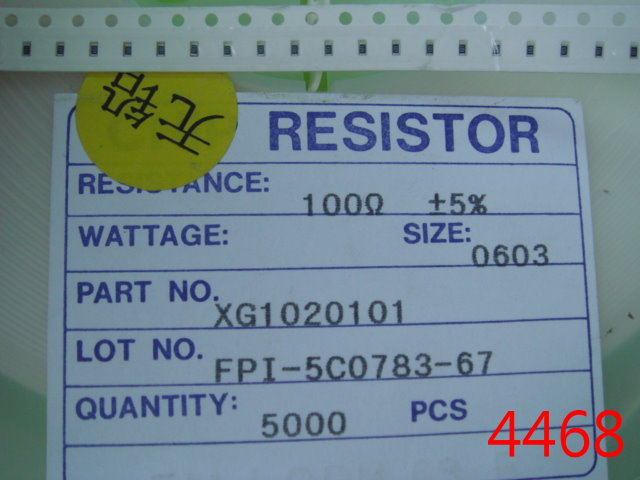 无铅
RESISTOR
RESISTANCE: 100Ω ±5%
WATTAGE: SIZE: 0603
PART NO. XG1020101
LOT NO. FPI-5C0783-67
QUANTITY: 5000 PCS
4468